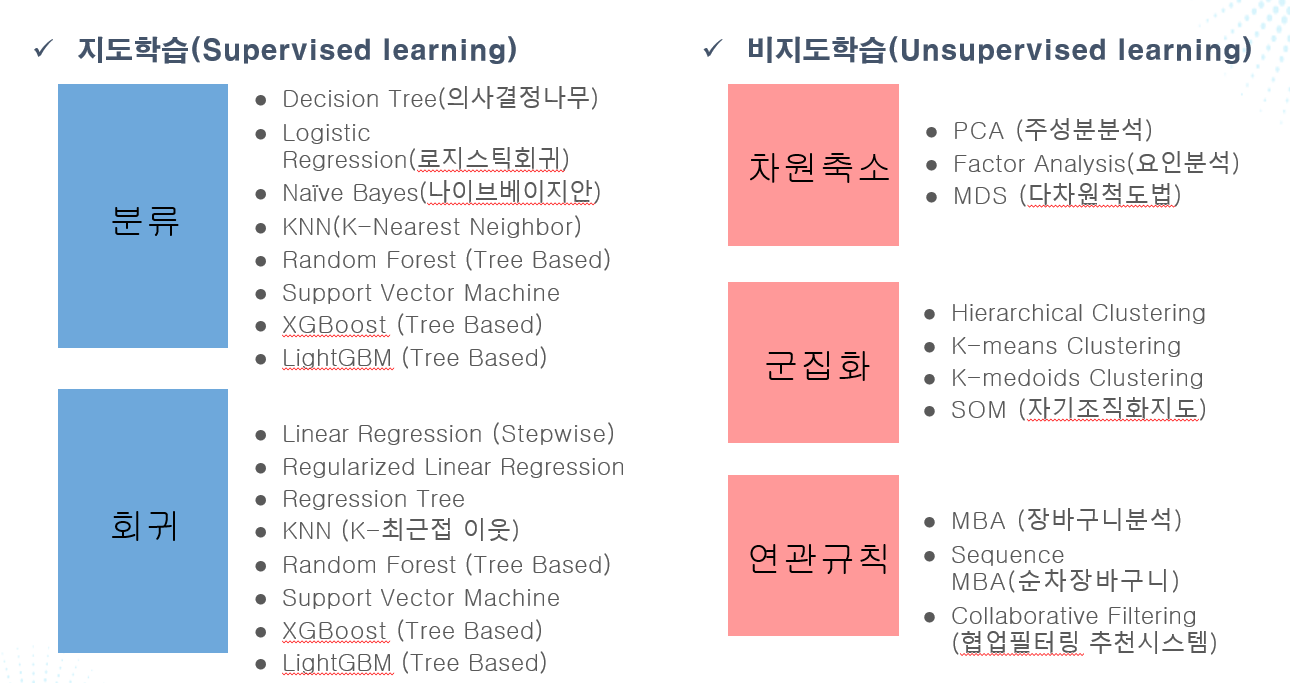 ✓ 지도학습(Supervised learning)
분류
● Decision Tree(의사결정나무)
● Logistic
Regression(로지스틱회귀)
● Naïve Bayes(나이브베이지안)
● KNN(K-Nearest Neighbor)
● Random Forest (Tree Based)
● Support Vector Machine
● XGBoost (Tree Based)
● LightGBM (Tree Based)
회귀
● Linear Regression (Stepwise)
● Regularized Linear Regression
● Regression Tree
● KNN (K-최근접 이웃)
● Random Forest (Tree Based)
● Support Vector Machine
● XGBoost (Tree Based)
● LightGBM (Tree Based)
✓ 비지도학습(Unsupervised learning)
차원축소
● PCA (주성분분석)
● Factor Analysis(요인분석)
● MDS (다차원척도법)
군집화
● Hierarchical Clustering
● K-means Clustering
● K-medoids Clustering
● SOM (자기조직화지도)
연관규칙
● MBA (장바구니분석)
● Sequence
MBA(순차장바구니)
● Collaborative Filtering
(협업필터링 추천시스템)